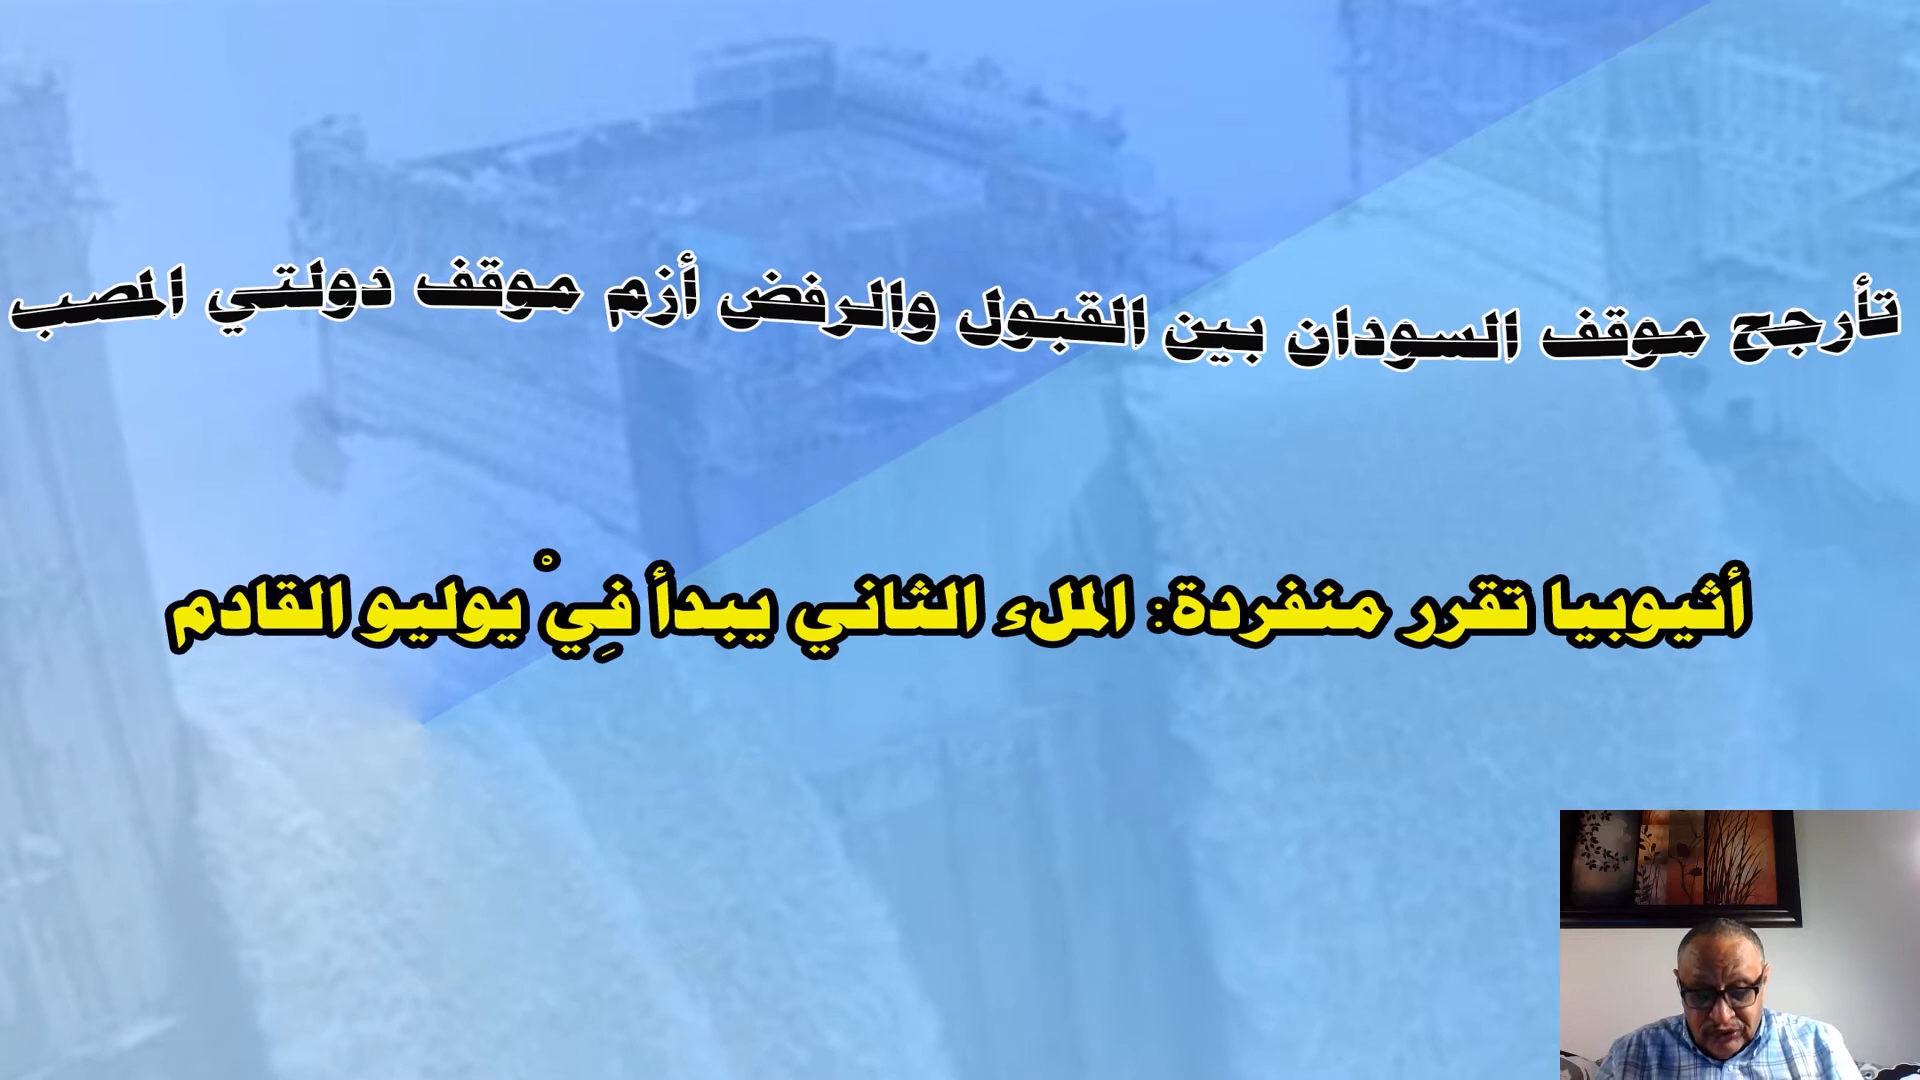 تأرجح موقف السودان بين القبول والرفض أزم موقف دولتي المصب
أثيوبيا تقرر منفردة: الملء الثاني يبدأ فِيْ يوليو القادم